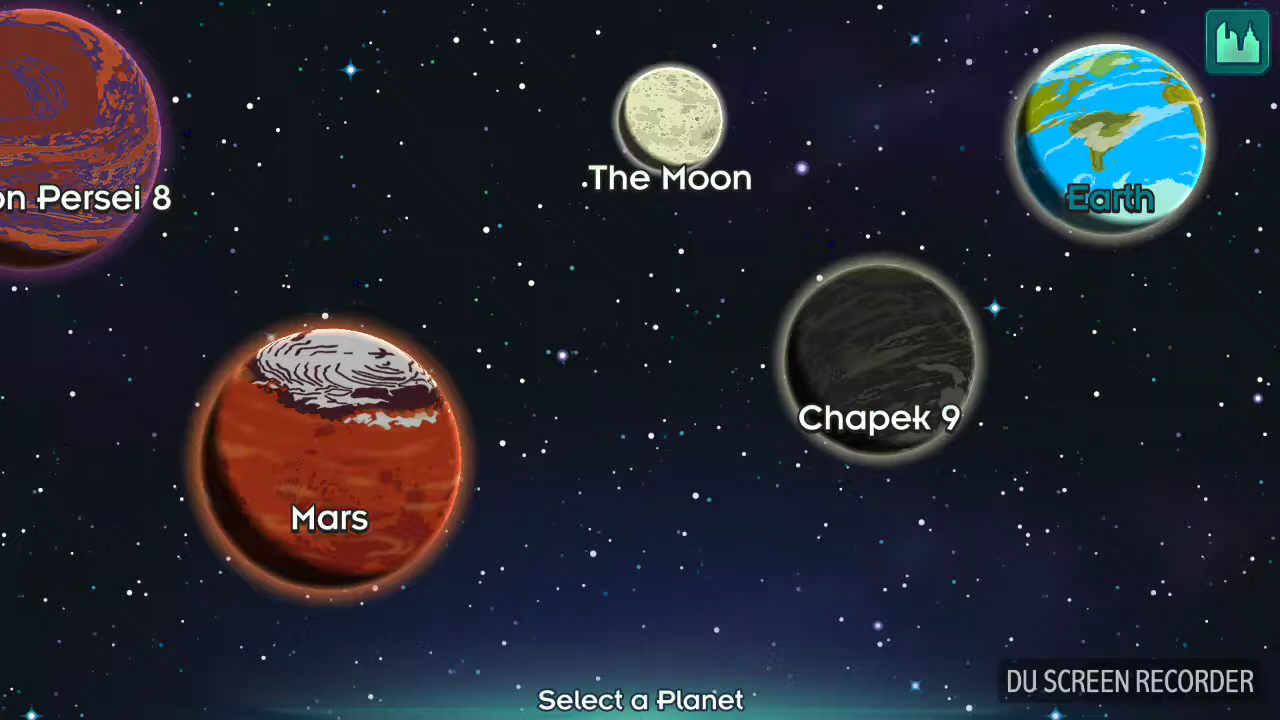 The Moon
on Persei 8
Earth
Chapek 9
Mars
Select a Planet
DU SCREEN RECORDER